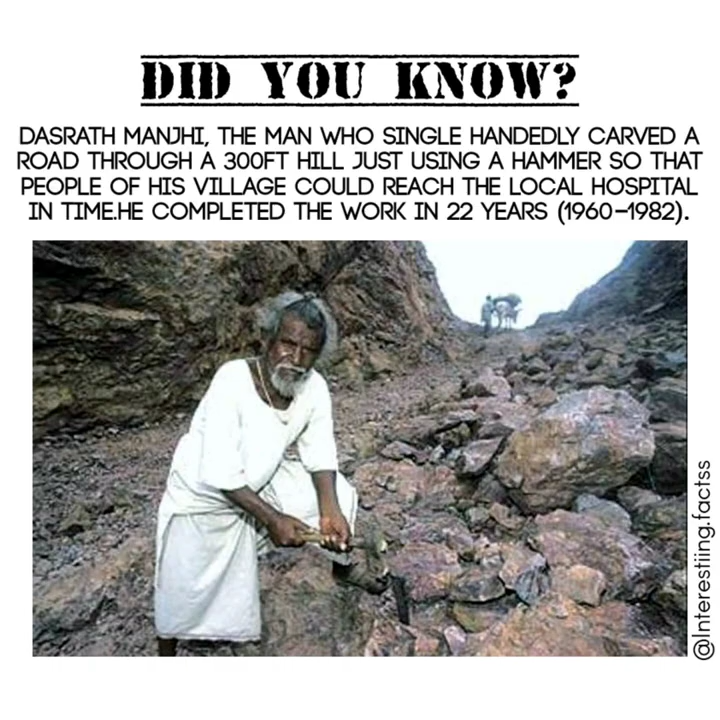 DID YOU KNOW?
DASRATH MANJHI, THE MAN WHO SINGLE HANDEDLY CARVED A
ROAD THROUGH A 300FT HILL JUST USING A HAMMER SO THAT
PEOPLE OF HIS VILLAGE COULD REACH THE LOCAL HOSPITAL
IN TIME.HE COMPLETED THE WORK IN 22 YEARS (1960-1982).
@Interestiing.factss